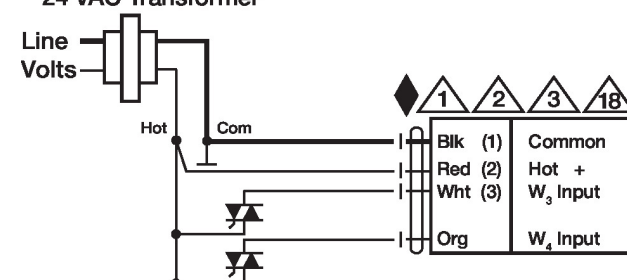 24 VAC Transformer
Line
Volts
Hot
Com
1 2 3 18
Blk (1) Common
Red (2) Hot +
Wht (3) W3 Input
Org W4 Input